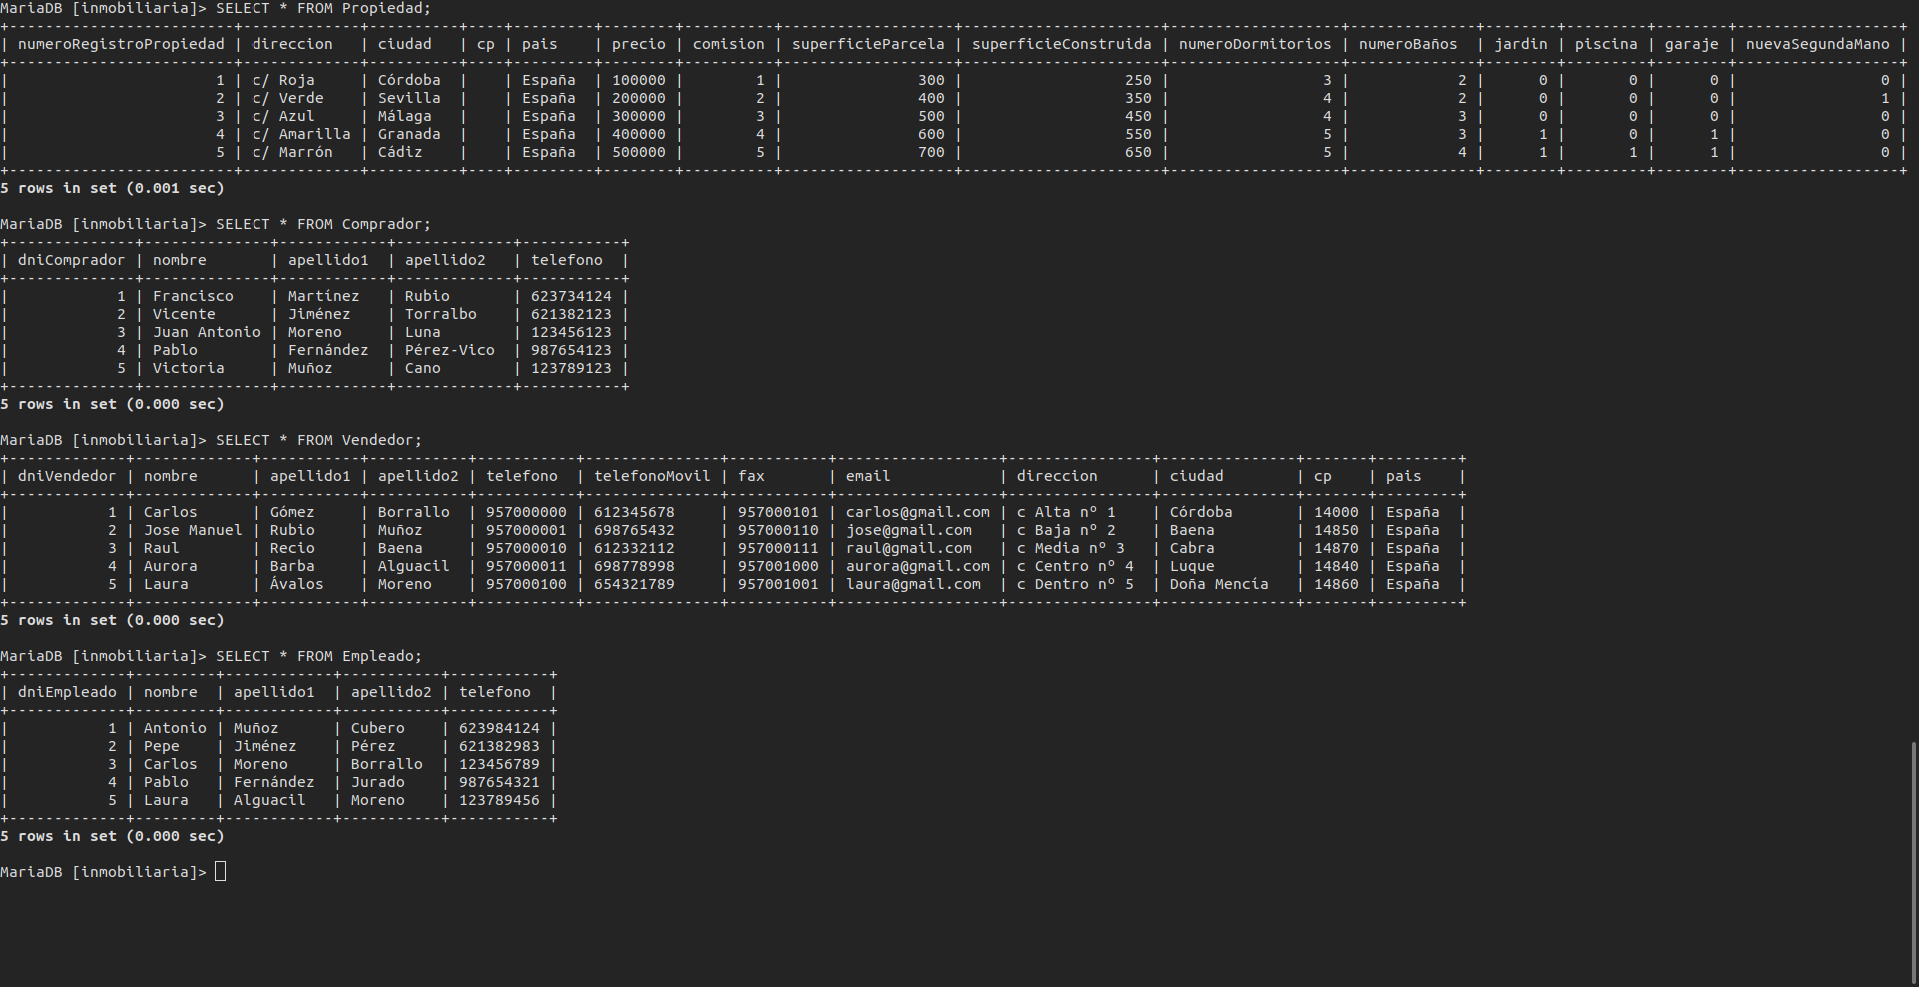 MariaDB [inmobiliaria]> SELECT * FROM Propiedad;
+-------------------------+-------------+----------+----+---------+--------+----------+--------------------+----------------------+-------------------+--------------+--------+---------+--------+------------------+
| numeroRegistroPropiedad | direccion   | ciudad   | cp | pais    | precio | comision | superficieParcela | superficieConstruida | numeroDormitorios | numeroBaños  | jardin | piscina | garaje | nuevaSegundaMano |
+-------------------------+-------------+----------+----+---------+--------+----------+--------------------+----------------------+-------------------+--------------+--------+---------+--------+------------------+
|                       1 | c/ Roja     | Córdoba  |    | España  | 100000 |        1 |               300 |                  250 |                 3 |            2 |      0 |       0 |      0 |                0 |
|                       2 | c/ Verde    | Sevilla  |    | España  | 200000 |        2 |               400 |                  350 |                 4 |            2 |      0 |       0 |      0 |                1 |
|                       3 | c/ Azul     | Málaga   |    | España  | 300000 |        3 |               500 |                  450 |                 4 |            3 |      0 |       0 |      0 |                0 |
|                       4 | c/ Amarilla | Granada  |    | España  | 400000 |        4 |               600 |                  550 |                 5 |            3 |      1 |       0 |      1 |                0 |
|                       5 | c/ Marrón   | Cádiz    |    | España  | 500000 |        5 |               700 |                  650 |                 5 |            4 |      1 |       1 |      1 |                0 |
+-------------------------+-------------+----------+----+---------+--------+----------+--------------------+----------------------+-------------------+--------------+--------+---------+--------+------------------+
5 rows in set (0.001 sec)

MariaDB [inmobiliaria]> SELECT * FROM Comprador;
+--------------+--------------+------------+-------------+-----------+
| dniComprador | nombre       | apellido1  | apellido2   | telefono  |
+--------------+--------------+------------+-------------+-----------+
|            1 | Francisco    | Martínez   | Rubio       | 623734124 |
|            2 | Vicente      | Jiménez    | Torralbo    | 621382123 |
|            3 | Juan Antonio | Moreno     | Luna        | 123456123 |
|            4 | Pablo        | Fernández  | Pérez-Vico  | 987654123 |
|            5 | Victoria     | Muñoz      | Cano        | 123789123 |
+--------------+--------------+------------+-------------+-----------+
5 rows in set (0.000 sec)

MariaDB [inmobiliaria]> SELECT * FROM Vendedor;
+-------------+-------------+-----------+-----------+-----------+---------------+-----------+------------------+----------------+---------------+-------+---------+
| dniVendedor | nombre      | apellido1 | apellido2 | telefono  | telefonoMovil | fax       | email            | direccion      | ciudad        | cp    | pais    |
+-------------+-------------+-----------+-----------+-----------+---------------+-----------+------------------+----------------+---------------+-------+---------+
|           1 | Carlos      | Gómez     | Borrallo  | 957000000 | 612345678     | 957000101 | carlos@gmail.com | c Alta nº 1    | Córdoba       | 14000 | España  |
|           2 | Jose Manuel | Rubio     | Muñoz     | 957000001 | 698765432     | 957000110 | jose@gmail.com   | c Baja nº 2    | Baena         | 14850 | España  |
|           3 | Raul        | Recio     | Baena     | 957000010 | 612332112     | 957000111 | raul@gmail.com   | c Media nº 3   | Cabra         | 14870 | España  |
|           4 | Aurora      | Barba     | Alguacil  | 957000011 | 698778998     | 957001000 | aurora@gmail.com | c Centro nº 4  | Luque         | 14840 | España  |
|           5 | Laura       | Ávalos    | Moreno    | 957000100 | 654321789     | 957001001 | laura@gmail.com  | c Dentro nº 5  | Doña Mencía   | 14860 | España  |
+-------------+-------------+-----------+-----------+-----------+---------------+-----------+------------------+----------------+---------------+-------+---------+
5 rows in set (0.000 sec)

MariaDB [inmobiliaria]> SELECT * FROM Empleado;
+-------------+---------+------------+-----------+-----------+
| dniEmpleado | nombre  | apellido1  | apellido2 | telefono  |
+-------------+---------+------------+-----------+-----------+
|           1 | Antonio | Muñoz      | Cubero    | 623984124 |
|           2 | Pepe    | Jiménez    | Pérez     | 621382983 |
|           3 | Carlos  | Moreno     | Borrallo  | 123456789 |
|           4 | Pablo   | Fernández  | Jurado    | 987654321 |
|           5 | Laura   | Alguacil   | Moreno    | 123789456 |
+-------------+---------+------------+-----------+-----------+
5 rows in set (0.000 sec)

MariaDB [inmobiliaria]>